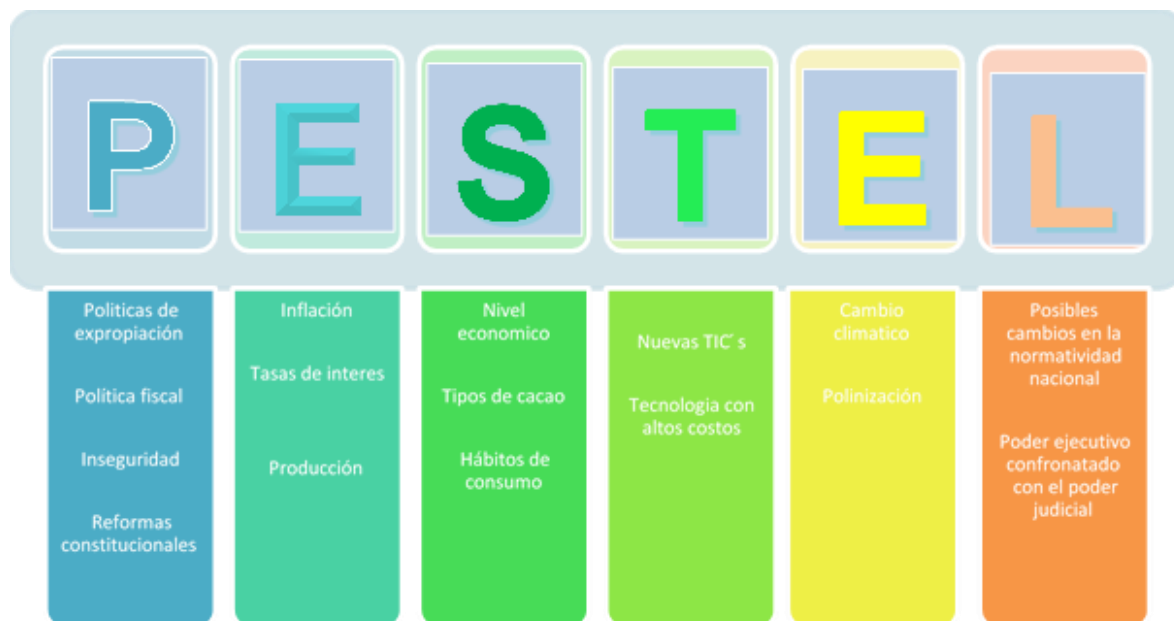 P E S T E L
Politicas de
expropiación
Política fiscal
Inseguridad
Reformas
constitucionales
Inflación
Tasas de interes
Producción
Nivel
economico
Tipos de cacao
Hábitos de
consumo
Nuevas TIC´s
Tecnologia con
altos costos
Cambio
climatico
Polinización
Posibles
cambios en la
normatividad
nacional
Poder ejecutivo
confronatado
con el poder
judicial